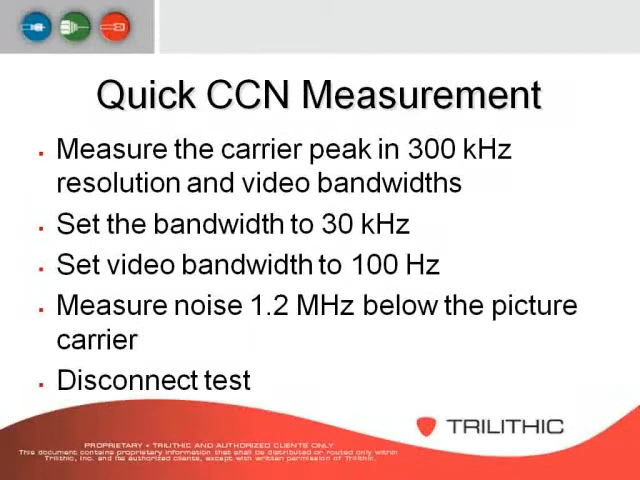 Quick CCN Measurement
▪ Measure the carrier peak in 300 kHz
resolution and video bandwidths
▪ Set the bandwidth to 30 kHz
▪ Set video bandwidth to 100 Hz
▪ Measure noise 1.2 MHz below the picture
carrier
▪ Disconnect test
TRILITHIC
PROPRIETARY • TRILITHIC AND AUTHORIZED CLIENTS ONLY
This document contains proprietary information that shall be distributed or routed only within
Trilithic, Inc. and its authorized clients, except with written permission of Trilithic.